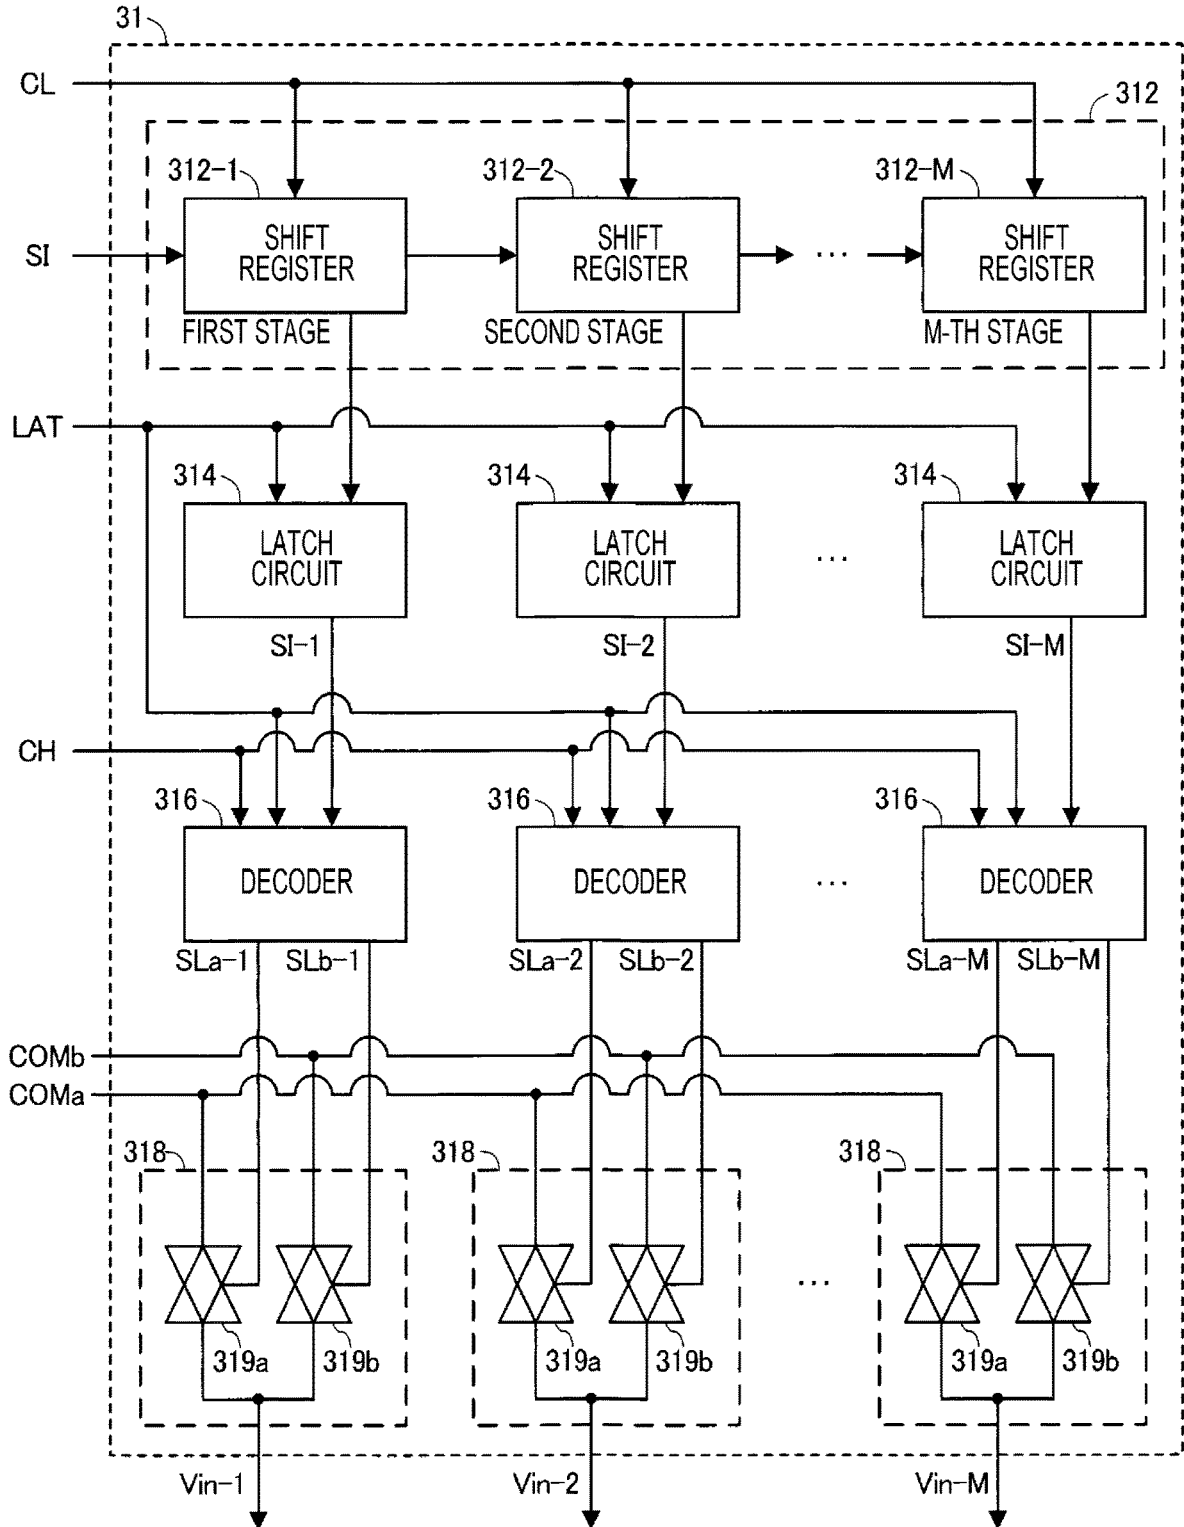 31
CL
312
312-1
312-2
312-M
SI
SHIFT
REGISTER
SHIFT
REGISTER
...
SHIFT
REGISTER
FIRST STAGE
SECOND STAGE
M-TH STAGE
LAT
314
314
314
LATCH
CIRCUIT
LATCH
CIRCUIT
...
LATCH
CIRCUIT
SI-1
SI-2
SI-M
CH
316
316
316
DECODER
DECODER
...
DECODER
SLa-1
SLb-1
SLa-2
SLb-2
SLa-M
SLb-M
COMb
COMa
318
318
318
...
319a
319b
319a
319b
319a
319b
Vin-1
Vin-2
Vin-M